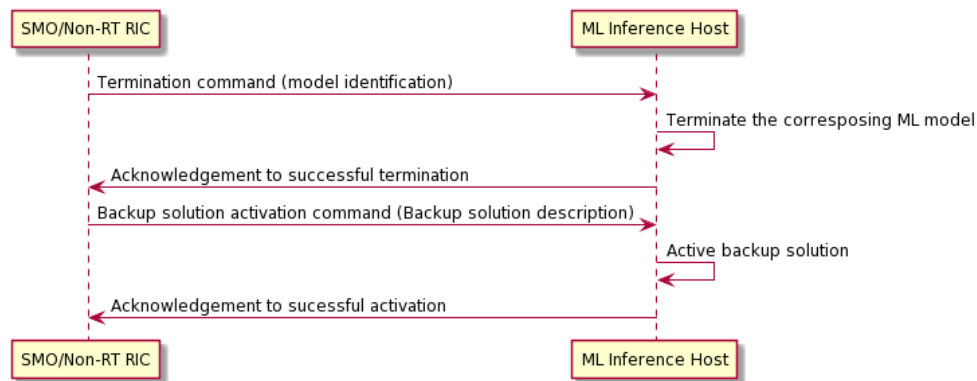 SMO/Non-RT RIC
ML Inference Host
Termination command (model identification)
Terminate the corresposing ML model
Acknowledgement to successful termination
Backup solution activation command (Backup solution description)
Active backup solution
Acknowledgement to sucessful activation
SMO/Non-RT RIC
ML Inference Host